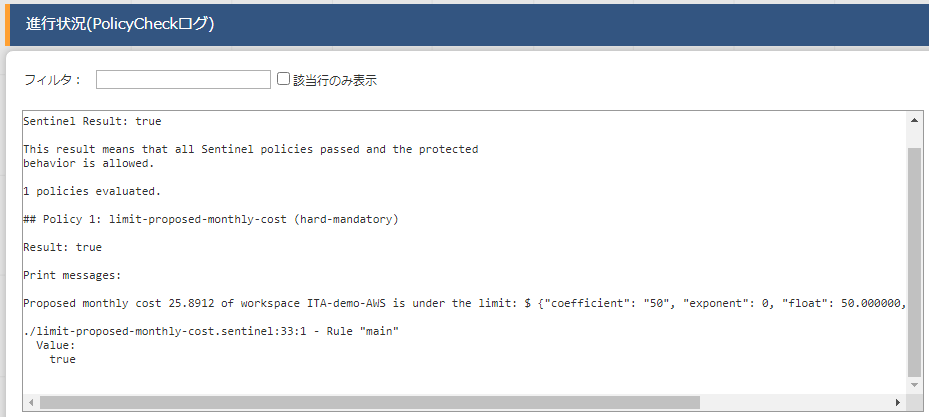 進行状況(PolicyCheckログ)
フィルタ： 該当行のみ表示
Sentinel Result: true
This result means that all Sentinel policies passed and the protected
behavior is allowed.
1 policies evaluated.
## Policy 1: limit-proposed-monthly-cost (hard-mandatory)
Result: true
Print messages:
Proposed monthly cost 25.8912 of workspace ITA-demo-AWS is under the limit: $ {"coefficient": "50", "exponent": 0, "float": 50.000000,
./limit-proposed-monthly-cost.sentinel:33:1 - Rule "main"
Value:
true